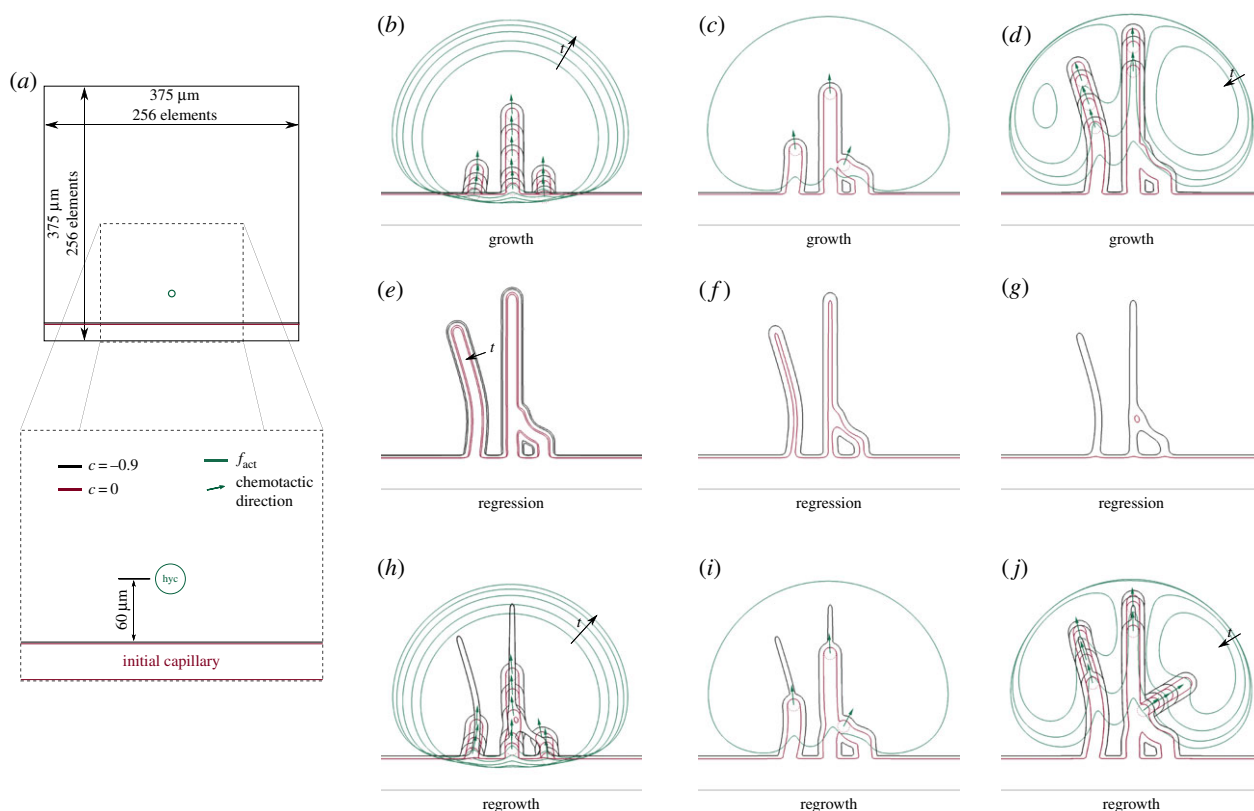 (a)
375 µm
256 elements
375 µm
256 elements
c = –0.9
c = 0
f_act
chemotactic
direction
hyc
60 µm
initial capillary
(b)
t
growth
(c)
growth
(d)
t
growth
(e)
t
regression
(f)
regression
(g)
regression
(h)
t
regrowth
(i)
regrowth
(j)
t
regrowth